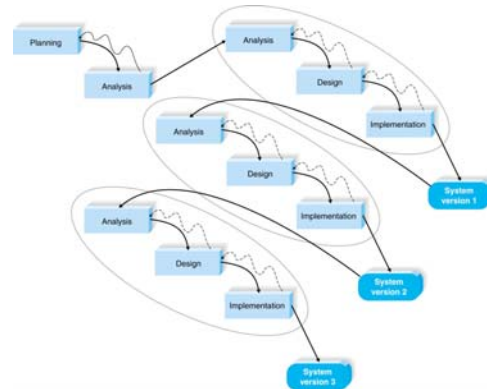 Planning
Analysis
Analysis
Design
Implementation
System
version 1
Analysis
Design
Implementation
System
version 2
Analysis
Design
Implementation
System
version 3